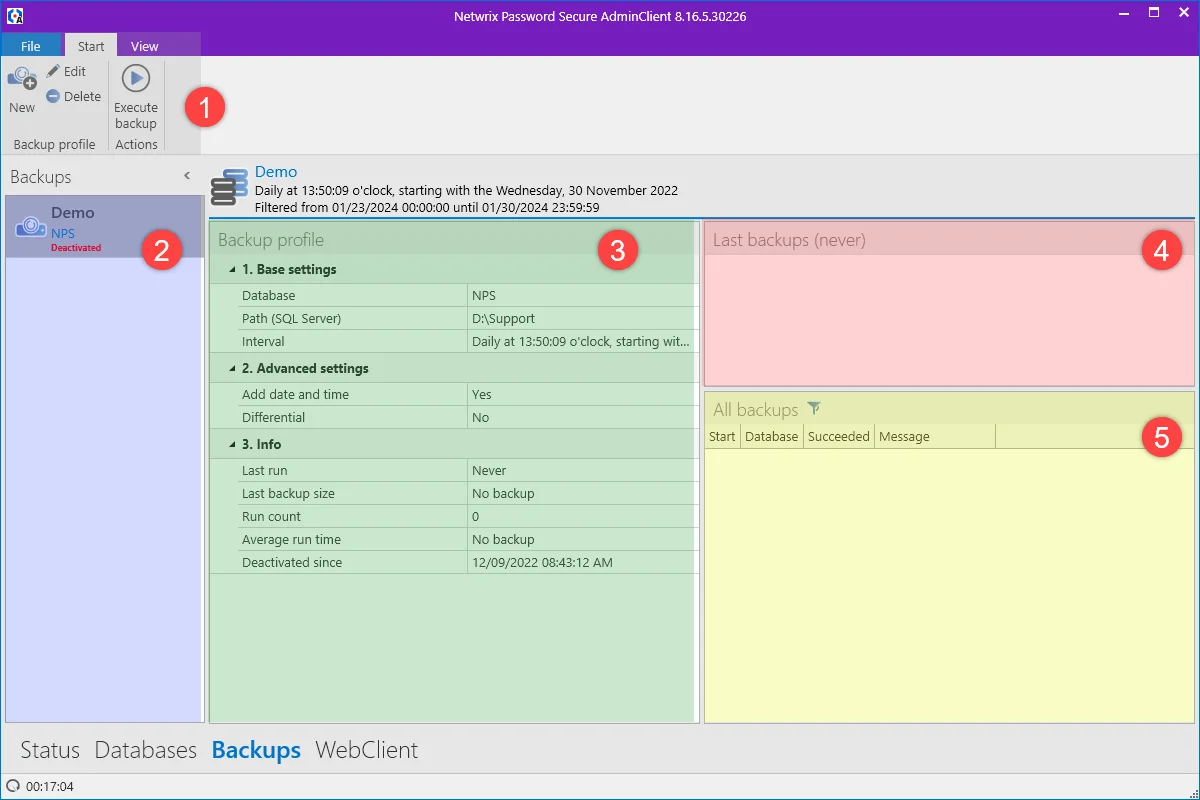 Netwrix Password Secure AdminClient 8.16.5.30226
File Start View
New
Edit
Delete
Execute backup
Backup profile
Actions
1
Backups
Demo
NPS
Deactivated
2
Demo
Daily at 13:50:09 o'clock, starting with the Wednesday, 30 November 2022
Filtered from 01/23/2024 00:00:00 until 01/30/2024 23:59:59
Backup profile
3
1. Base settings
Database NPS
Path (SQL Server) D:\Support
Interval Daily at 13:50:09 o'clock, starting wit...
2. Advanced settings
Add date and time Yes
Differential No
3. Info
Last run Never
Last backup size No backup
Run count 0
Average run time No backup
Deactivated since 12/09/2022 08:43:12 AM
Last backups (never)
4
All backups
Start Database Succeeded Message
5
Status Databases Backups WebClient
00:17:04